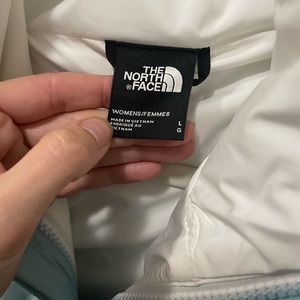 THE
NORTH
FACE
WOMENS/FEMMES
MADE IN VIETNAM
FABRIQUÉ AU
VIETNAM
L
G